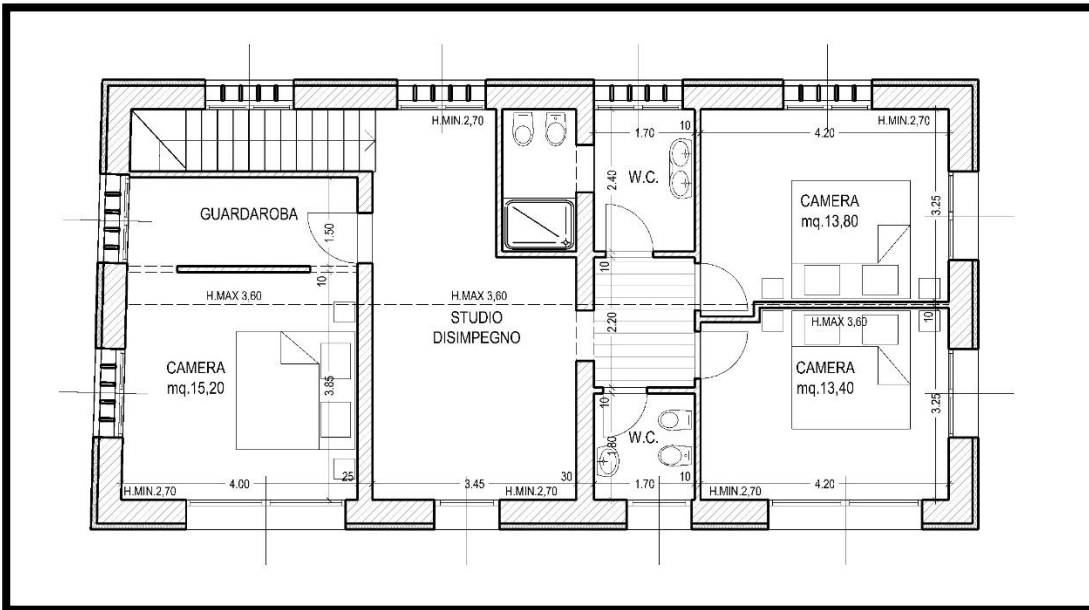 H.MIN.2,70
1.70
10
4.20
H.MIN.2,70
2.40
W.C.
3.25
CAMERA
mq.13,80
GUARDAROBA
1.50
10
10
H.MAX 3,60
H.MAX 3,60
STUDIO
DISIMPEGNO
2.20
10
H.MAX 3,60
CAMERA
mq.15,20
3.85
CAMERA
mq.13,40
3.25
10
1.80
W.C.
H.MIN.2,70
4.00
25
3.45
H.MIN.2,70
30
1.70
10
H.MIN.2,70
4.20